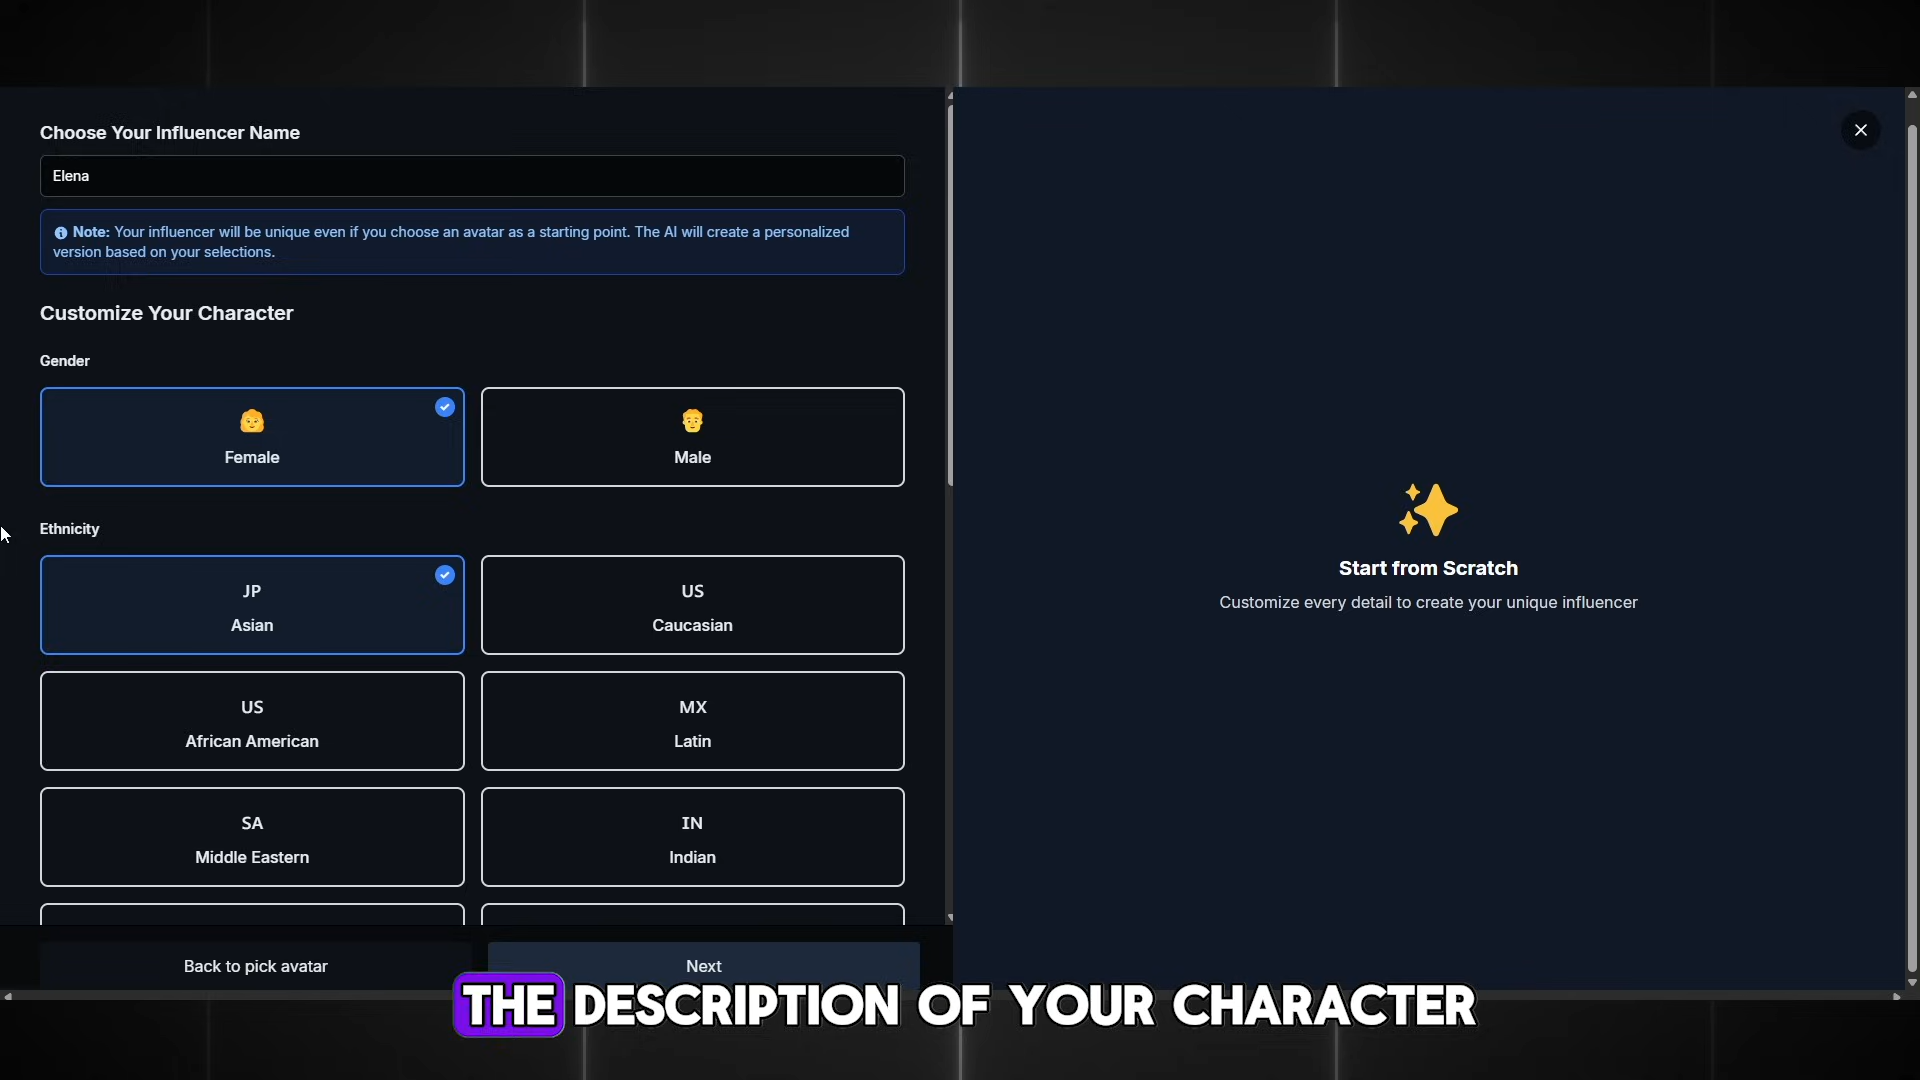 Choose Your Influencer Name
Elena
Note: Your influencer will be unique even if you choose an avatar as a starting point. The AI will create a personalized
version based on your selections.
Customize Your Character
Gender
Female
Male
Ethnicity
JP
Asian
US
Caucasian
US
African American
MX
Latin
SA
Middle Eastern
IN
Indian
Back to pick avatar
Next
Start from Scratch
Customize every detail to create your unique influencer
THE DESCRIPTION OF YOUR CHARACTER